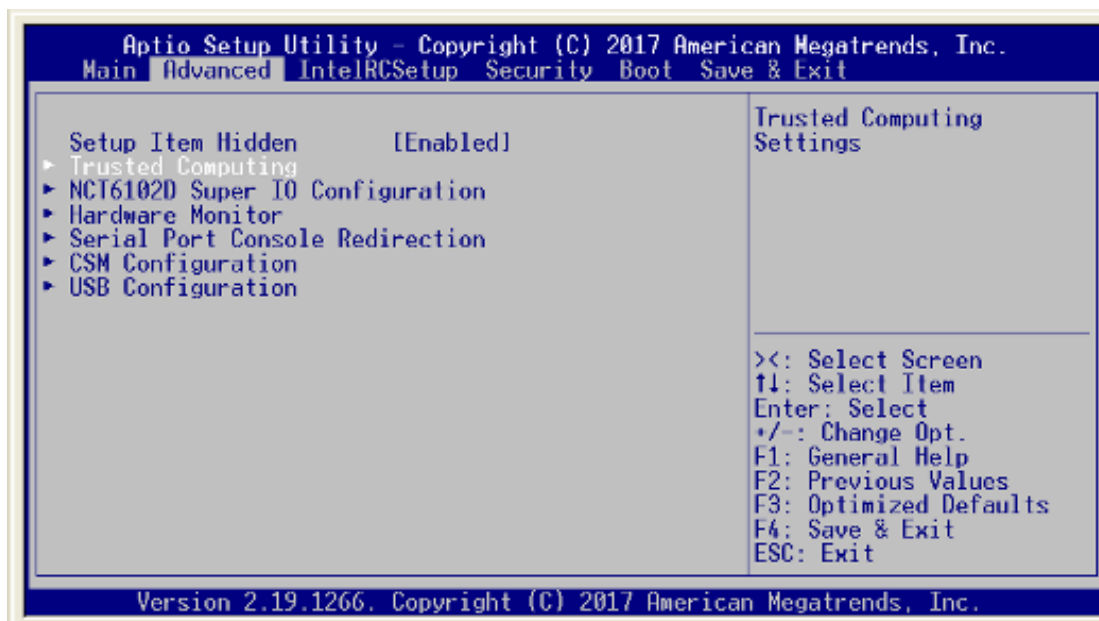 Aptio Setup Utility – Copyright (C) 2017 American Megatrends, Inc.
Main Advanced IntelRCSetup Security Boot Save & Exit
Setup Item Hidden [Enabled]
► Trusted Computing
► NCT6102D Super IO Configuration
► Hardware Monitor
► Serial Port Console Redirection
► CSM Configuration
► USB Configuration
Trusted Computing
Settings
><: Select Screen
↑↓: Select Item
Enter: Select
+/-: Change Opt.
F1: General Help
F2: Previous Values
F3: Optimized Defaults
F4: Save & Exit
ESC: Exit
Version 2.19.1266. Copyright (C) 2017 American Megatrends, Inc.